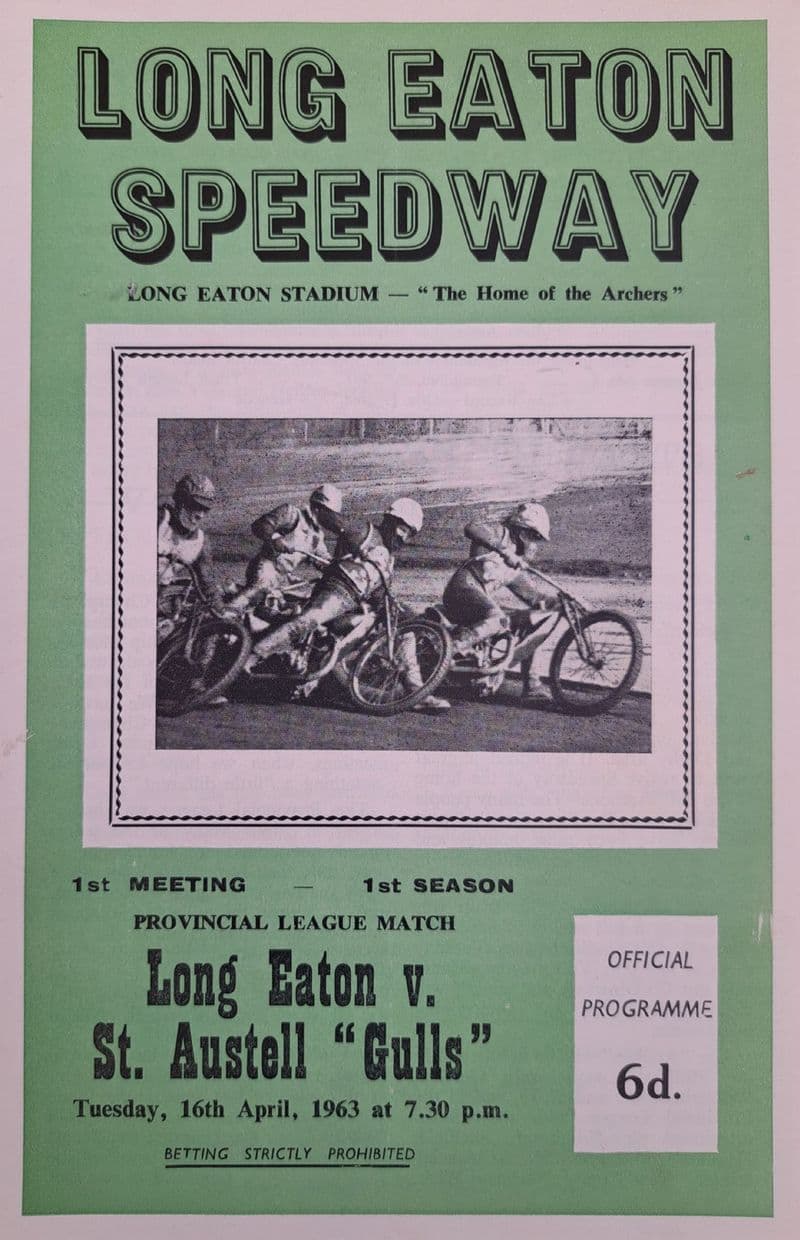 LONG EATON
SPEEDWAY
LONG EATON STADIUM — “The Home of the Archers”
1st MEETING — 1st SEASON
PROVINCIAL LEAGUE MATCH
Long Eaton v.
St. Austell “Gulls”
Tuesday, 16th April, 1963 at 7.30 p.m.
BETTING STRICTLY PROHIBITED
OFFICIAL
PROGRAMME
6d.